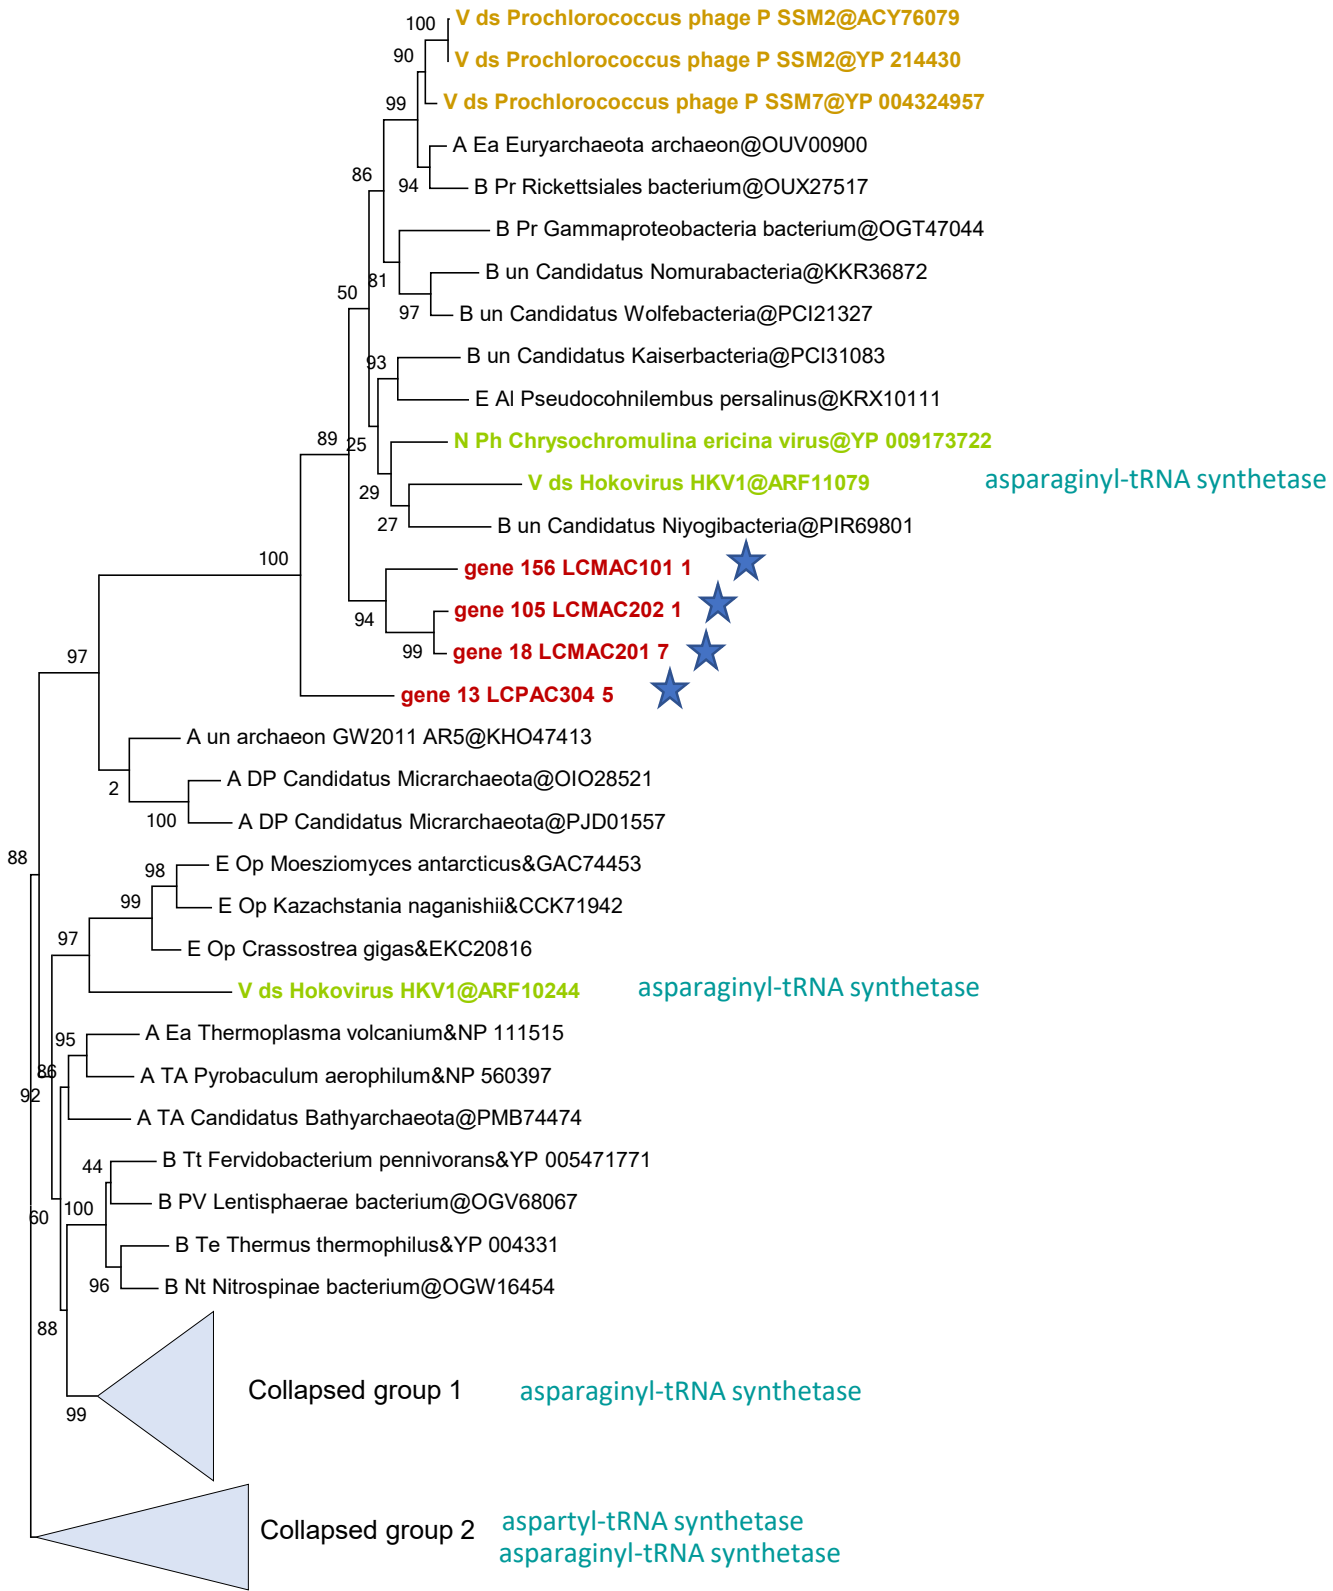 100
V ds Prochlorococcus phage P SSM2@ACY76079
90
V ds Prochlorococcus phage P SSM2@YP 214430
99
V ds Prochlorococcus phage P SSM7@YP 004324957
A Ea Euryarchaeota archaeon@OUV00900
86
94
B Pr Rickettsiales bacterium@OUX27517
B Pr Gammaproteobacteria bacterium@OGT47044
81
B un Candidatus Nomurabacteria@KKR36872
50
97
B un Candidatus Wolfebacteria@PCI21327
93
B un Candidatus Kaiserbacteria@PCI31083
E Al Pseudocohnilembus persalinus@KRX10111
89
25
N Ph Chrysochromulina ericina virus@YP 009173722
29
V ds Hokovirus HKV1@ARF11079 asparaginyl-tRNA synthetase
27
B un Candidatus Niyogibacteria@PIR69801
100
gene 156 LCMAC101 1
94
gene 105 LCMAC202 1
99
gene 18 LCMAC201 7
97
gene 13 LCPAC304 5
A un archaeon GW2011 AR5@KHO47413
2
A DP Candidatus Micrarchaeota@OIO28521
100
A DP Candidatus Micrarchaeota@PJD01557
88
98
E Op Moesziomyces antarcticus&GAC74453
99
E Op Kazachstania naganishii&CCK71942
97
E Op Crassostrea gigas&EKC20816
V ds Hokovirus HKV1@ARF10244 asparaginyl-tRNA synthetase
95
A Ea Thermoplasma volcanium&NP 111515
86
92
A TA Pyrobaculum aerophilum&NP 560397
A TA Candidatus Bathyarchaeota@PMB74474
44
B Tt Fervidobacterium pennivorans&YP 005471771
60
100
B PV Lentisphaerae bacterium@OGV68067
B Te Thermus thermophilus&YP 004331
96
B Nt Nitrospinae bacterium@OGW16454
88
Collapsed group 1 asparaginyl-tRNA synthetase
99
Collapsed group 2 aspartyl-tRNA synthetase
asparaginyl-tRNA synthetase